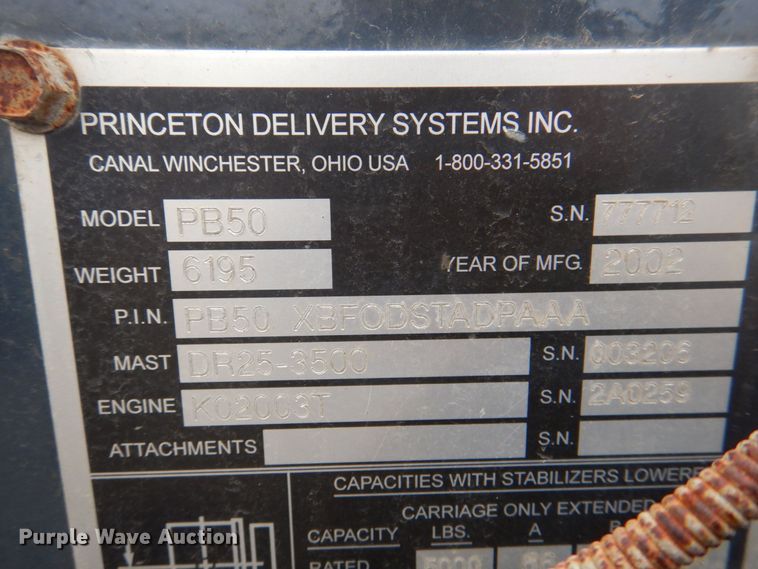 PRINCETON DELIVERY SYSTEMS INC.
CANAL WINCHESTER, OHIO USA 1-800-331-5851
MODEL PB50 S.N. 777712
WEIGHT 6195 YEAR OF MFG. 2002
P.I.N. PB50 XBFODSTADPAAA
MAST DR25-3500 S.N. 003206
ENGINE K02003T S.N. 2A0259
ATTACHMENTS S.N.
CAPACITIES WITH STABILIZERS LOWERE
CARRIAGE ONLY EXTENDED
CAPACITY LBS. A
RATED
Purple Wave Auction